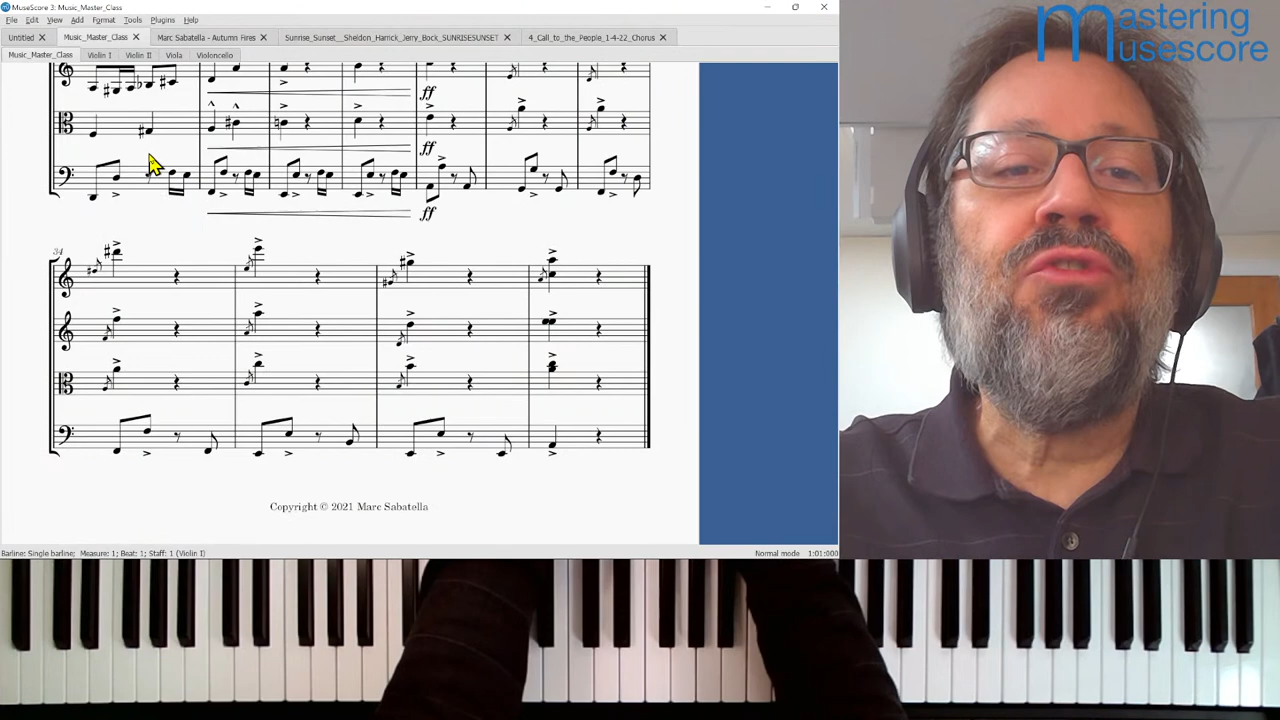 MuseScore 3: Music_Master_Class
File Edit View Add Format Tools Plugins Help
Untitled Music_Master_Class Marc Sabatella - Autumn Fires Sunrise_Sunset__Sheldon_Harrick_Jerry_Bock_SUNRISESUNSET 4_Call_to_the_People_1-4-22_Chorus
Music_Master_Class Violin I Violin II Viola Violoncello
ff
ff
ff
34
Copyright © 2021 Marc Sabatella
Barline: Single barline; Measure: 1; Beat: 1; Staff: 1 (Violin I) Normal mode 1:01:000
Mastering
Musescore